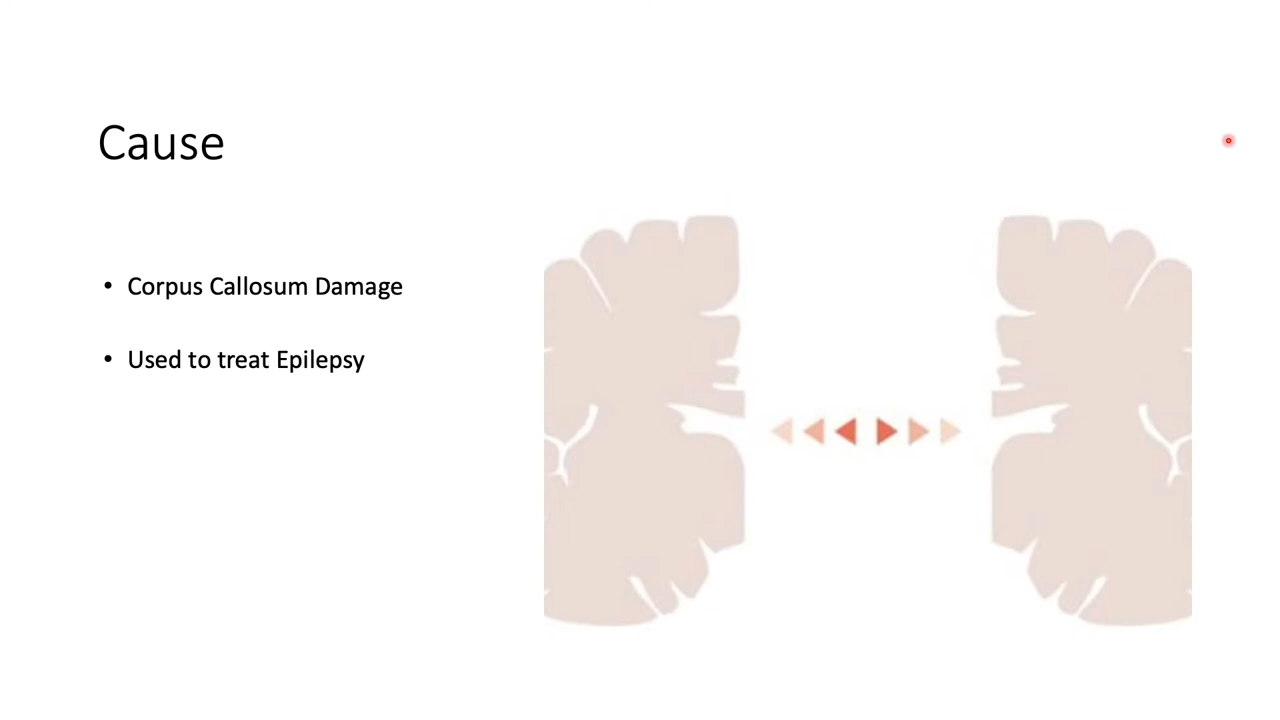 Cause
• Corpus Callosum Damage
• Used to treat Epilepsy